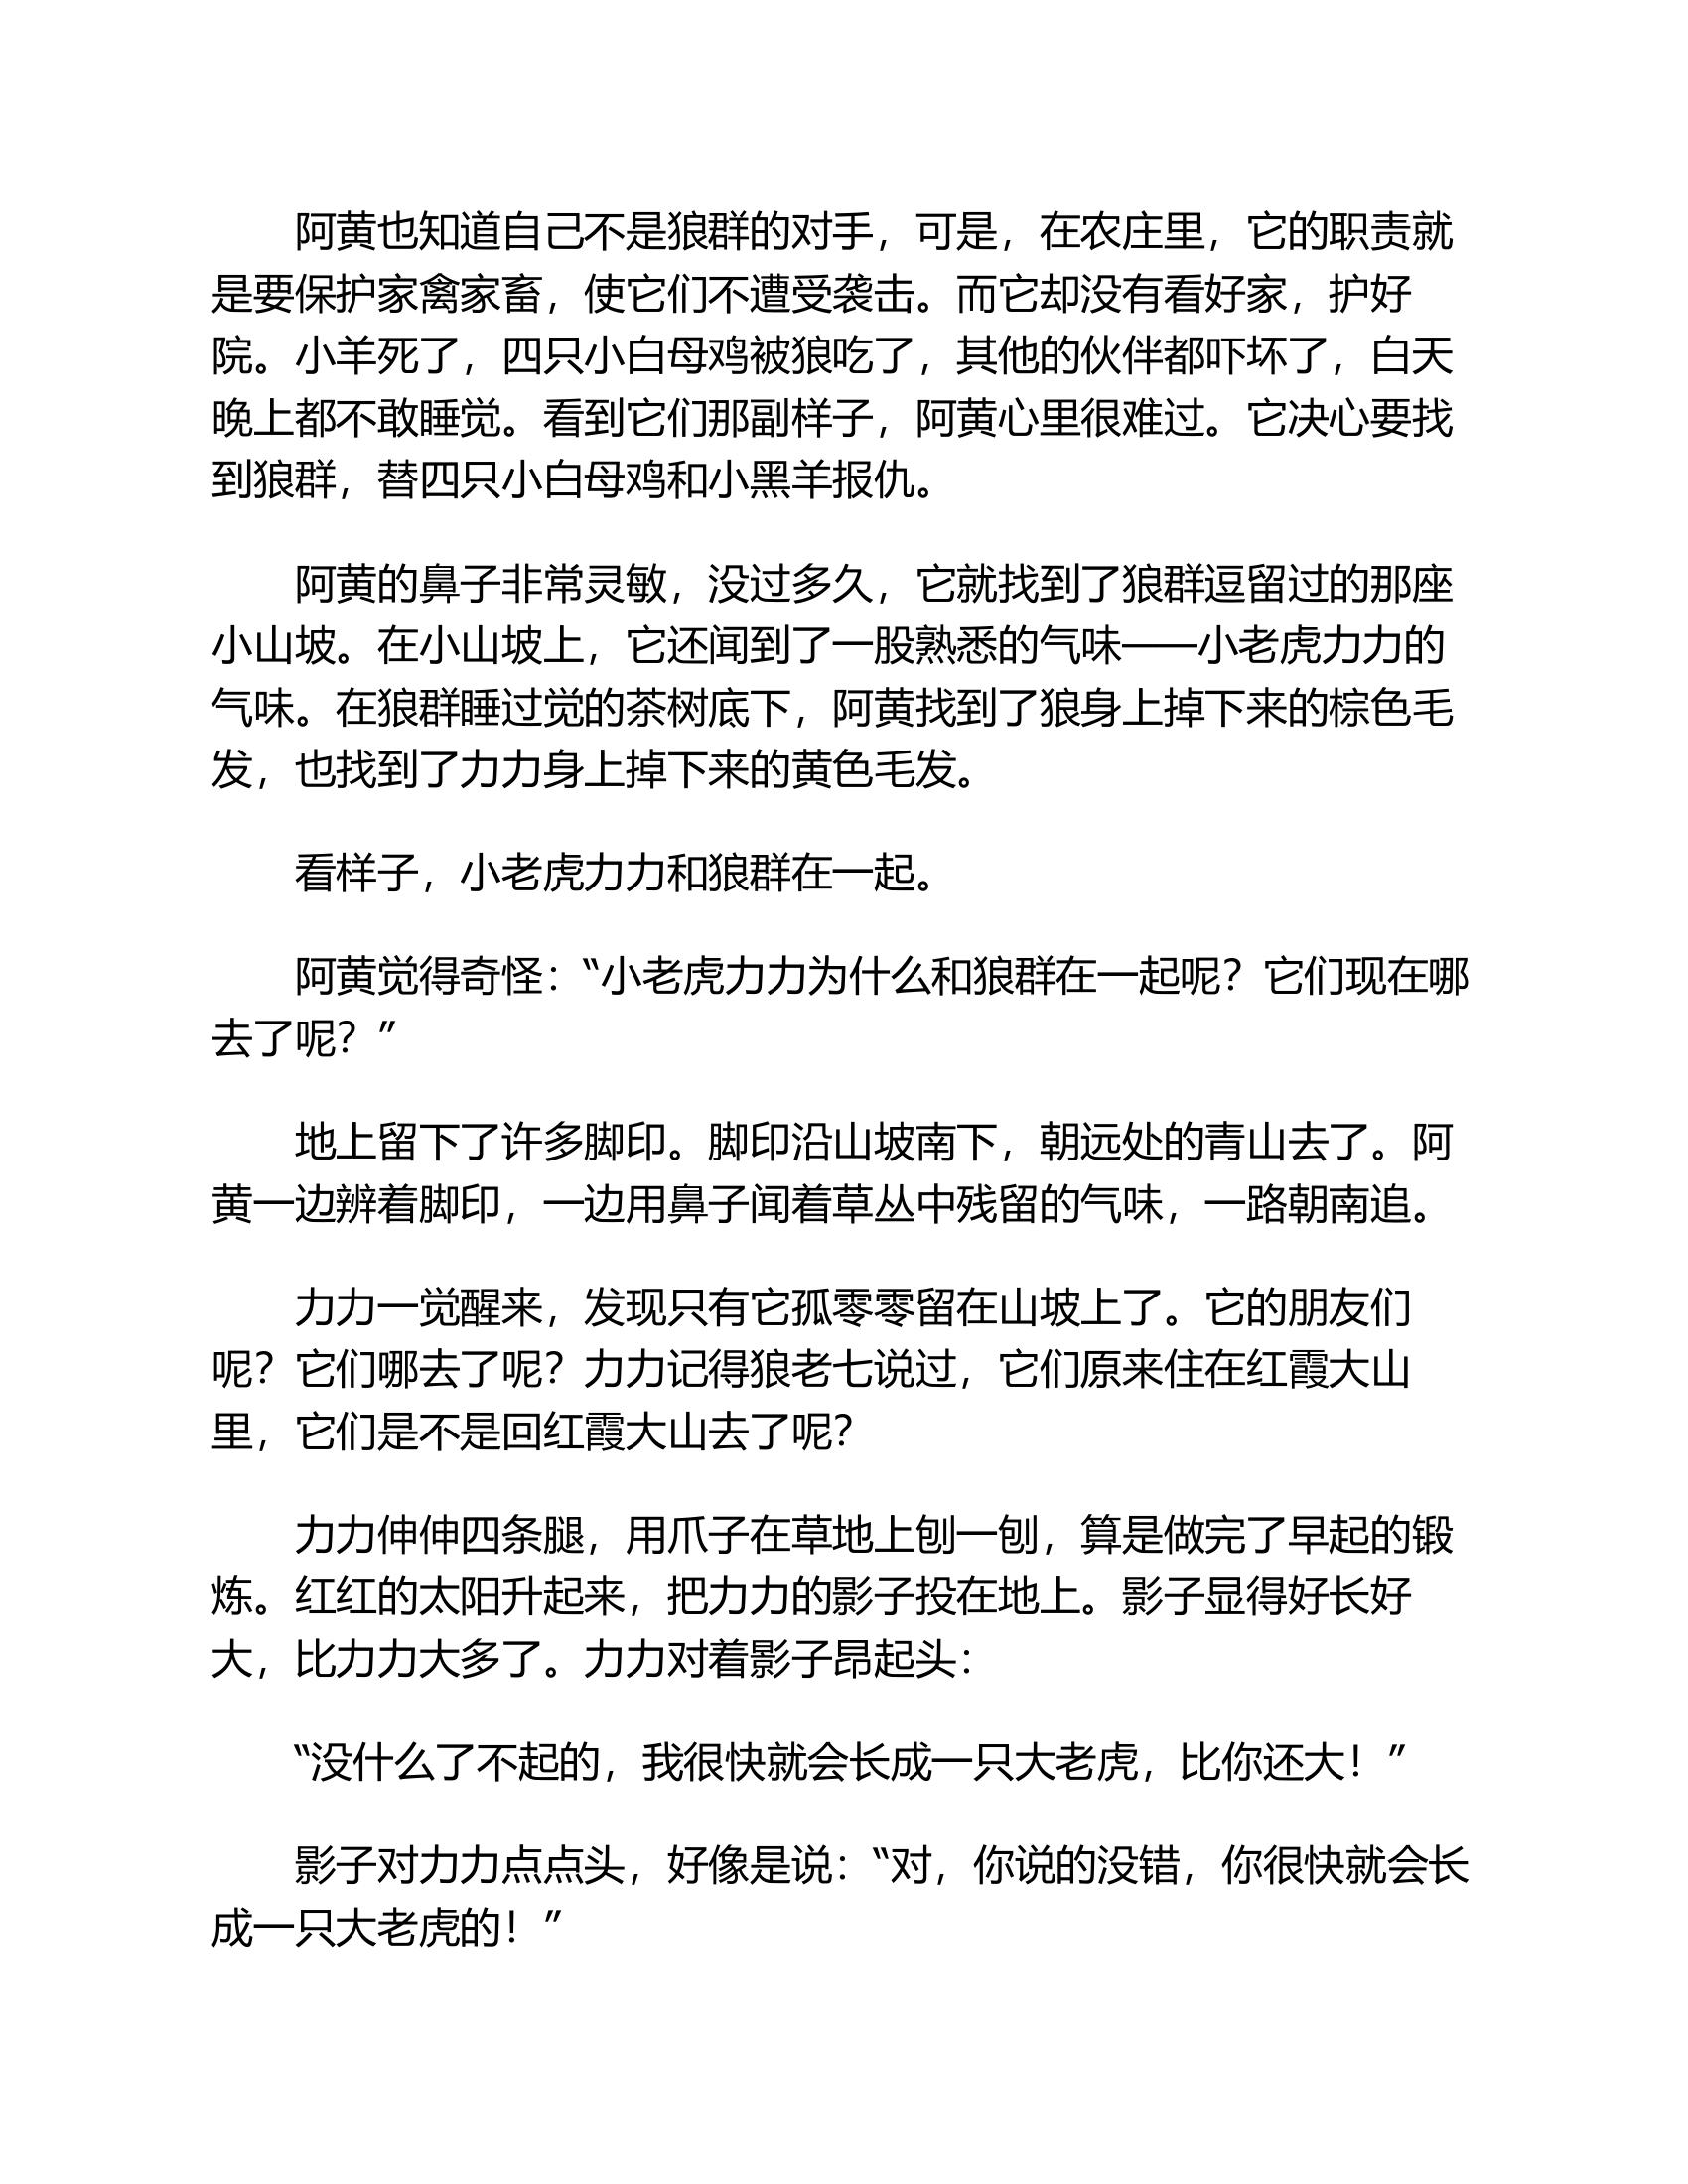 阿黄也知道自己不是狼群的对手，可是，在农庄里，它的职责就
是要保护家禽家畜，使它们不遭受袭击。而它却没有看好家，护好
院。小羊死了，四只小白母鸡被狼吃了，其他的伙伴都吓坏了，白天
晚上都不敢睡觉。看到它们那副样子，阿黄心里很难过。它决心要找
到狼群，替四只小白母鸡和小黑羊报仇。
阿黄的鼻子非常灵敏，没过多久，它就找到了狼群逗留过的那座
小山坡。在小山坡上，它还闻到了一股熟悉的气味——小老虎力力的
气味。在狼群睡过觉的茶树底下，阿黄找到了狼身上掉下来的棕色毛
发，也找到了力力身上掉下来的黄色毛发。
看样子，小老虎力力和狼群在一起。
阿黄觉得奇怪：“小老虎力力为什么和狼群在一起呢？它们现在哪
去了呢？”
地上留下了许多脚印。脚印沿山坡南下，朝远处的青山去了。阿
黄一边辨着脚印，一边用鼻子闻着草丛中残留的气味，一路朝南追。
力力一觉醒来，发现只有它孤零零留在山坡上了。它的朋友们
呢？它们哪去了呢？力力记得狼老七说过，它们原来住在红霞大山
里，它们是不是回红霞大山去了呢？
力力伸伸四条腿，用爪子在草地上刨一刨，算是做完了早起的锻
炼。红红的太阳升起来，把力力的影子投在地上。影子显得好长好
大，比力力大多了。力力对着影子昂起头：
“没什么了不起的，我很快就会长成一只大老虎，比你还大！”
影子对力力点点头，好像是说：“对，你说的没错，你很快就会长
成一只大老虎的！”